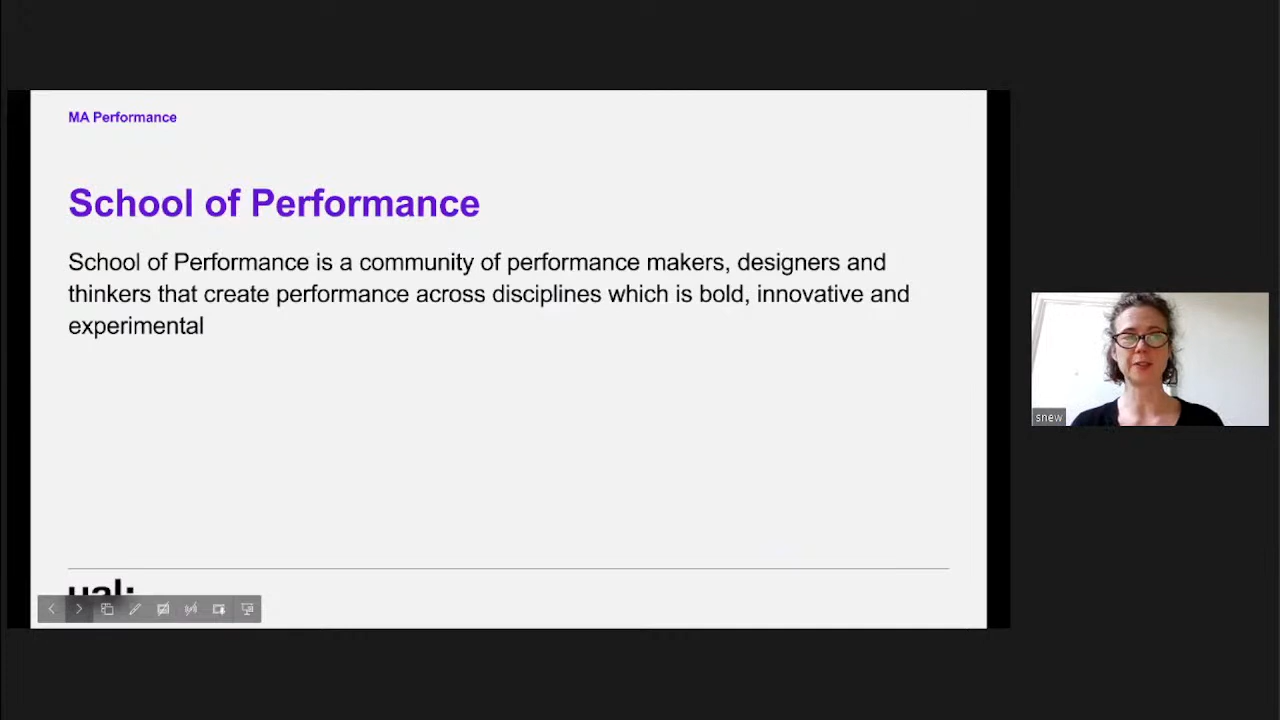 MA Performance
School of Performance
School of Performance is a community of performance makers, designers and
thinkers that create performance across disciplines which is bold, innovative and
experimental
ual:
snew